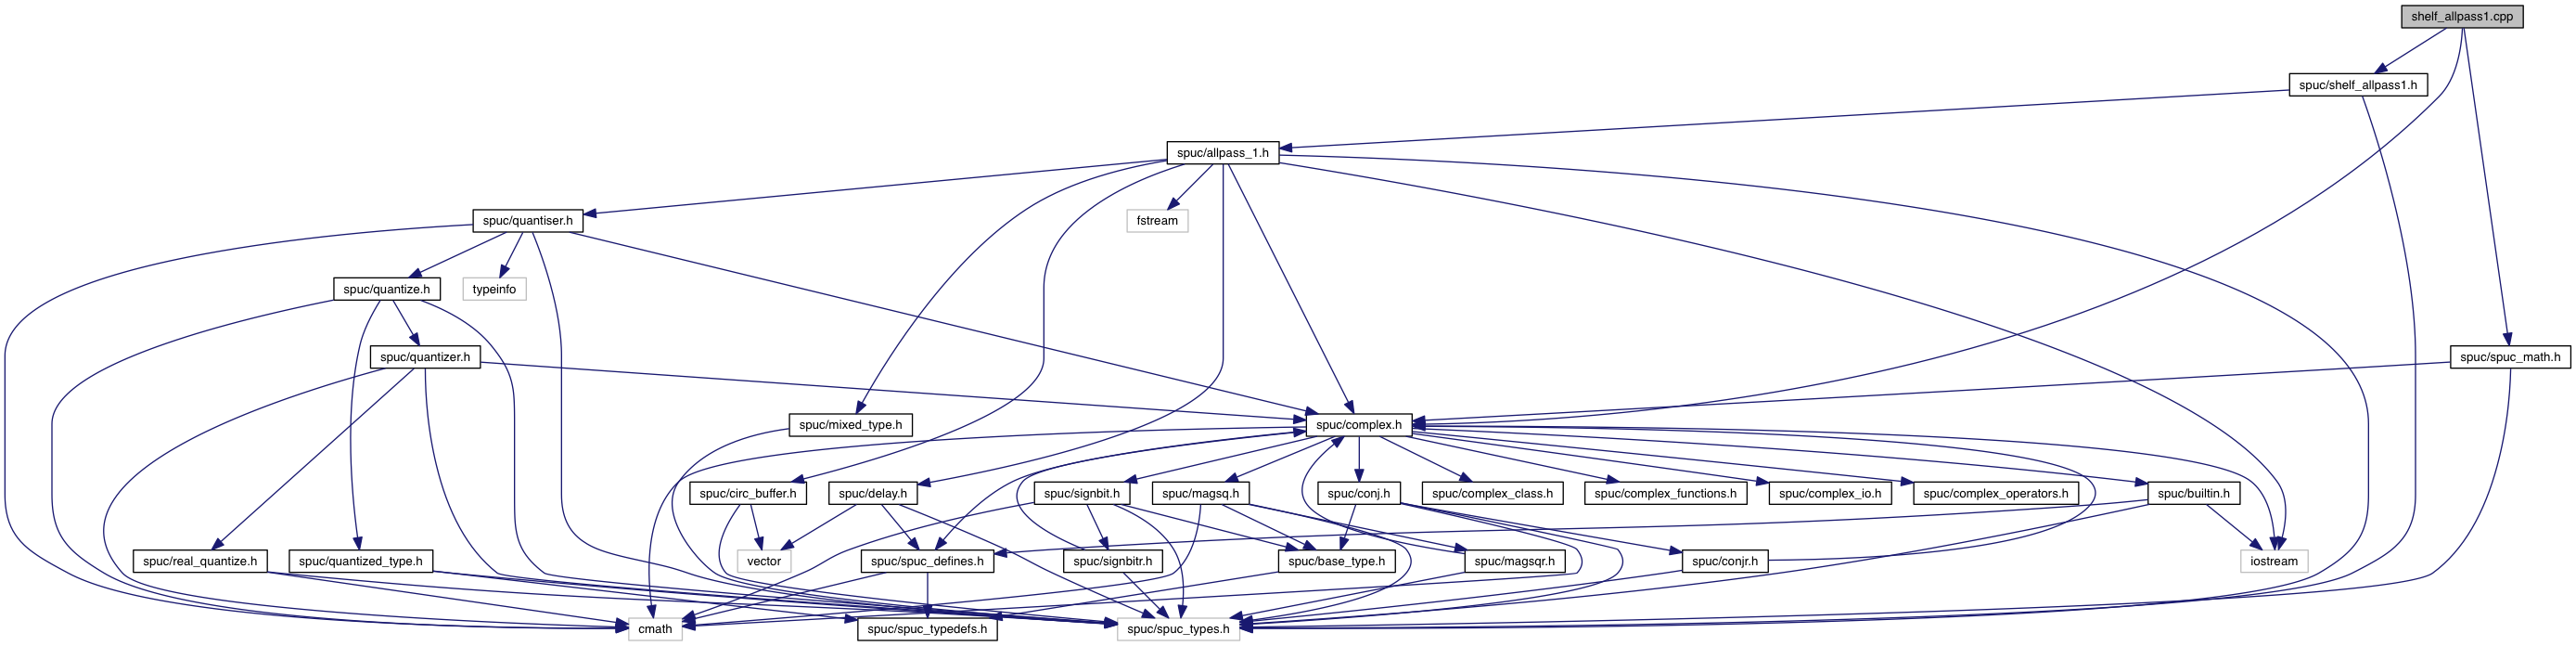 shelf_allpass1.cpp
spuc/shelf_allpass1.h
spuc/allpass_1.h
spuc/quantiser.h
fstream
spuc/quantize.h
typeinfo
spuc/quantizer.h
spuc/spuc_math.h
spuc/mixed_type.h
spuc/complex.h
spuc/circ_buffer.h
spuc/delay.h
spuc/signbit.h
spuc/magsq.h
spuc/conj.h
spuc/complex_class.h
spuc/complex_functions.h
spuc/complex_io.h
spuc/complex_operators.h
spuc/builtin.h
spuc/real_quantize.h
spuc/quantized_type.h
vector
spuc/spuc_defines.h
spuc/signbitr.h
spuc/base_type.h
spuc/magsqr.h
spuc/conjr.h
iostream
cmath
spuc/spuc_typedefs.h
spuc/spuc_types.h